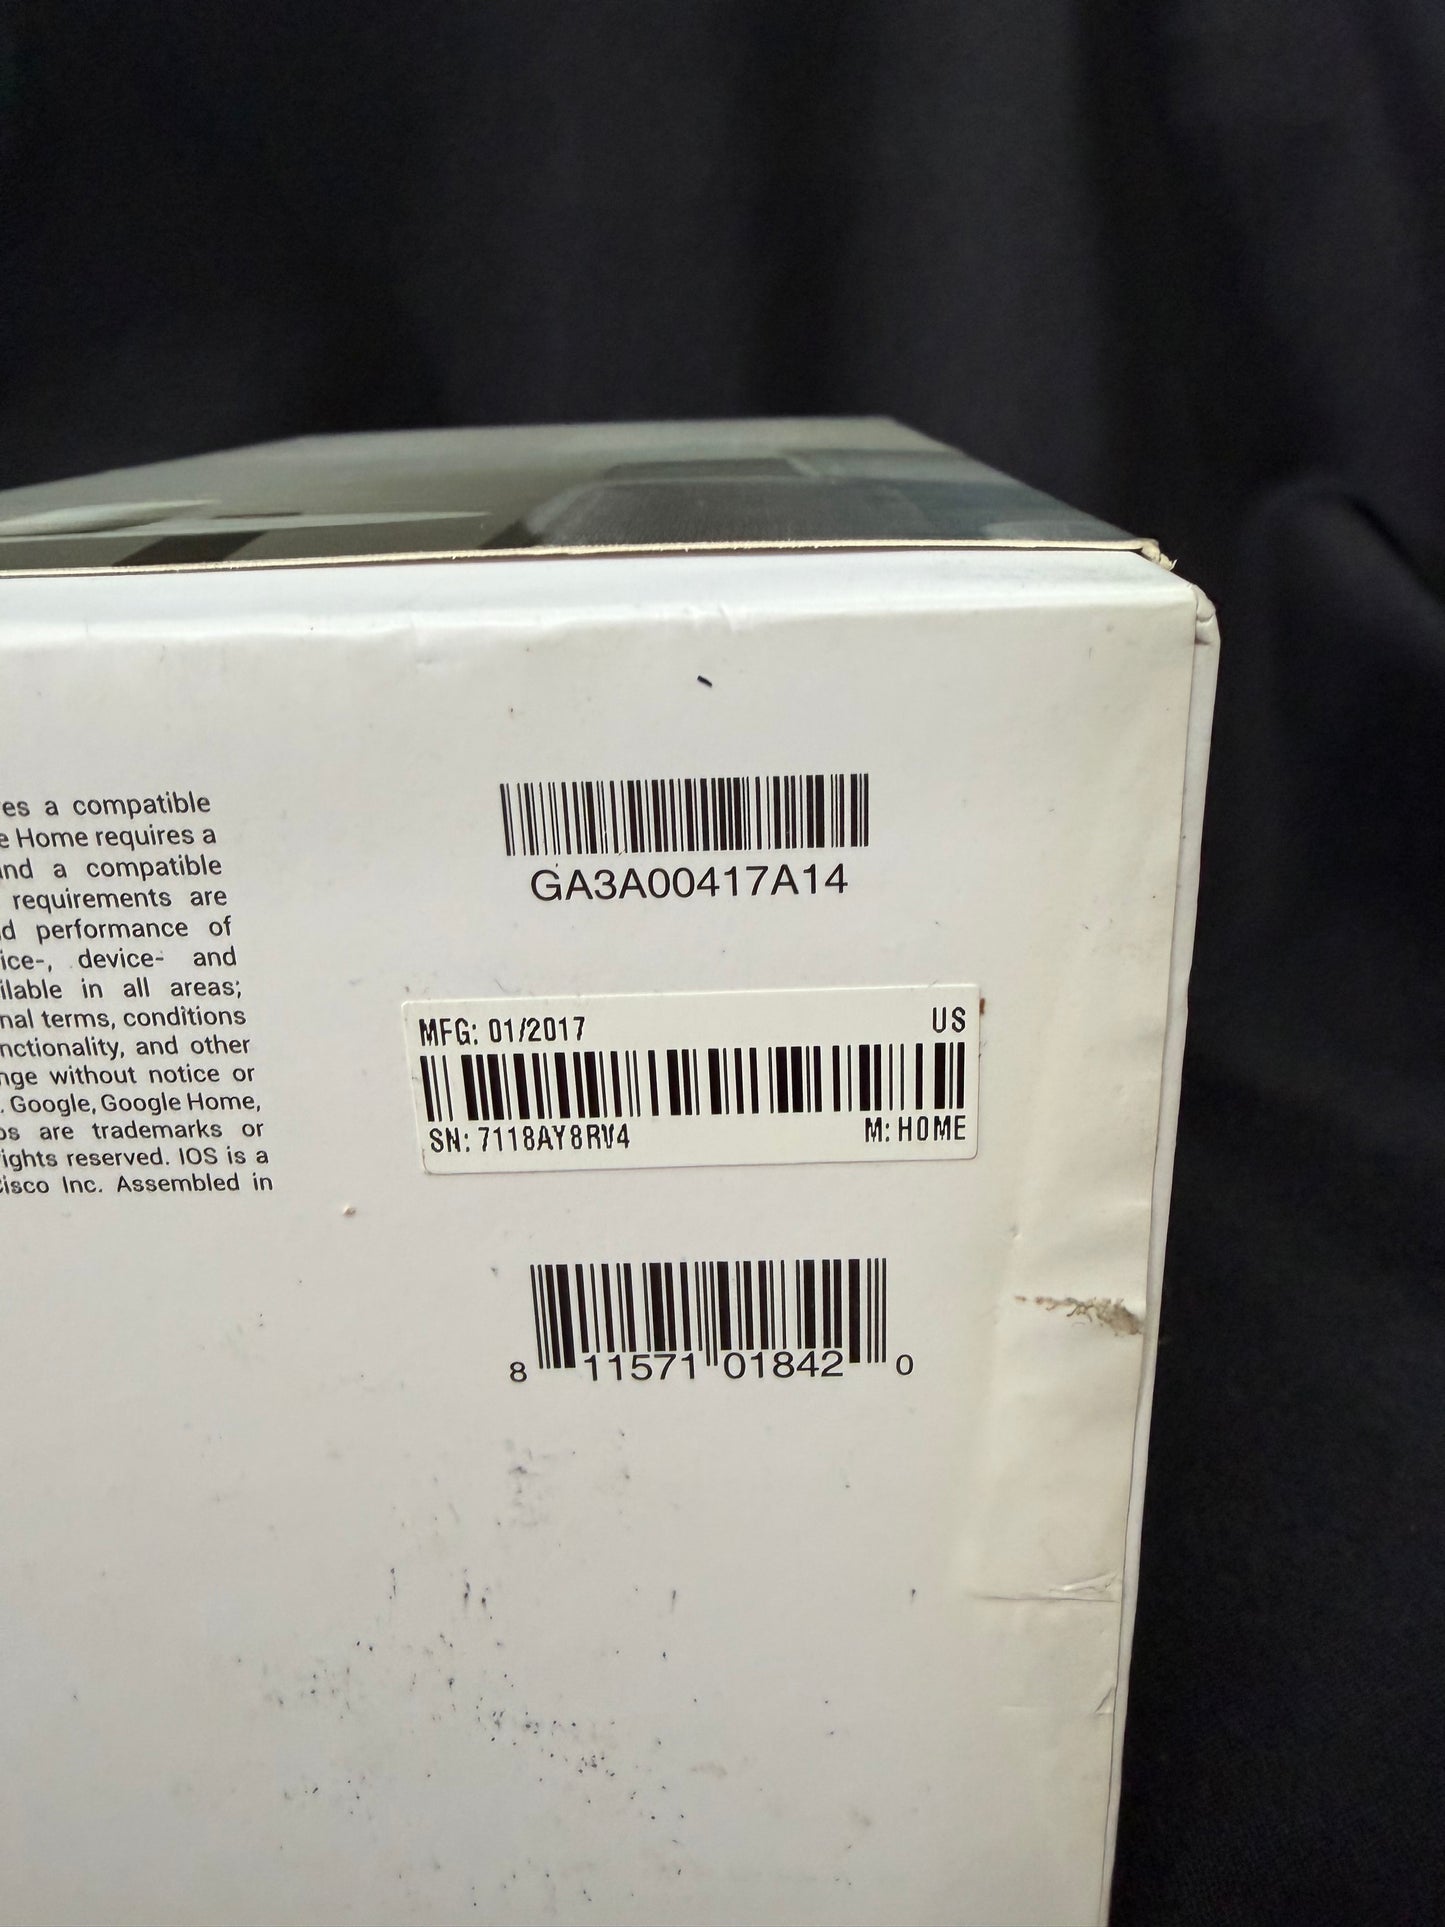 es a compatible
e Home requires a
nd a compatible
requirements are
d performance of
ice-, device- and
ilable in all areas;
nal terms, conditions
nctionality, and other
nge without notice or
. Google, Google Home,
os are trademarks or
ights reserved. IOS is a
Cisco Inc. Assembled in
GA3A00417A14
MFG: 01/2017 US
SN: 7118AY8RV4 M: HOME
8 11571 01842 0